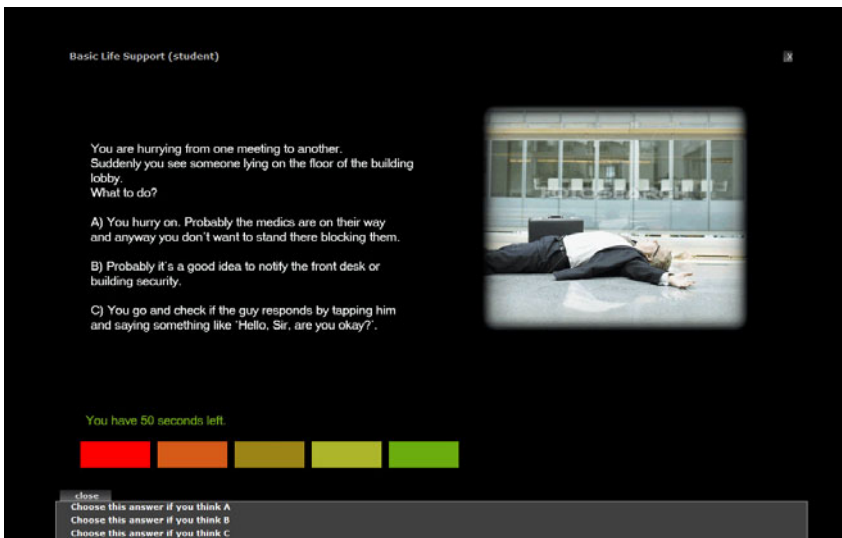 Basic Life Support (student)
X
You are hurrying from one meeting to another.
Suddenly you see someone lying on the floor of the building
lobby.
What to do?
A) You hurry on. Probably the medics are on their way
and anyway you don't want to stand there blocking them.
B) Probably it's a good idea to notify the front desk or
building security.
C) You go and check if the guy responds by tapping him
and saying something like 'Hello, Sir, are you okay?'.
You have 50 seconds left.
close
Choose this answer if you think A
Choose this answer if you think B
Choose this answer if you think C